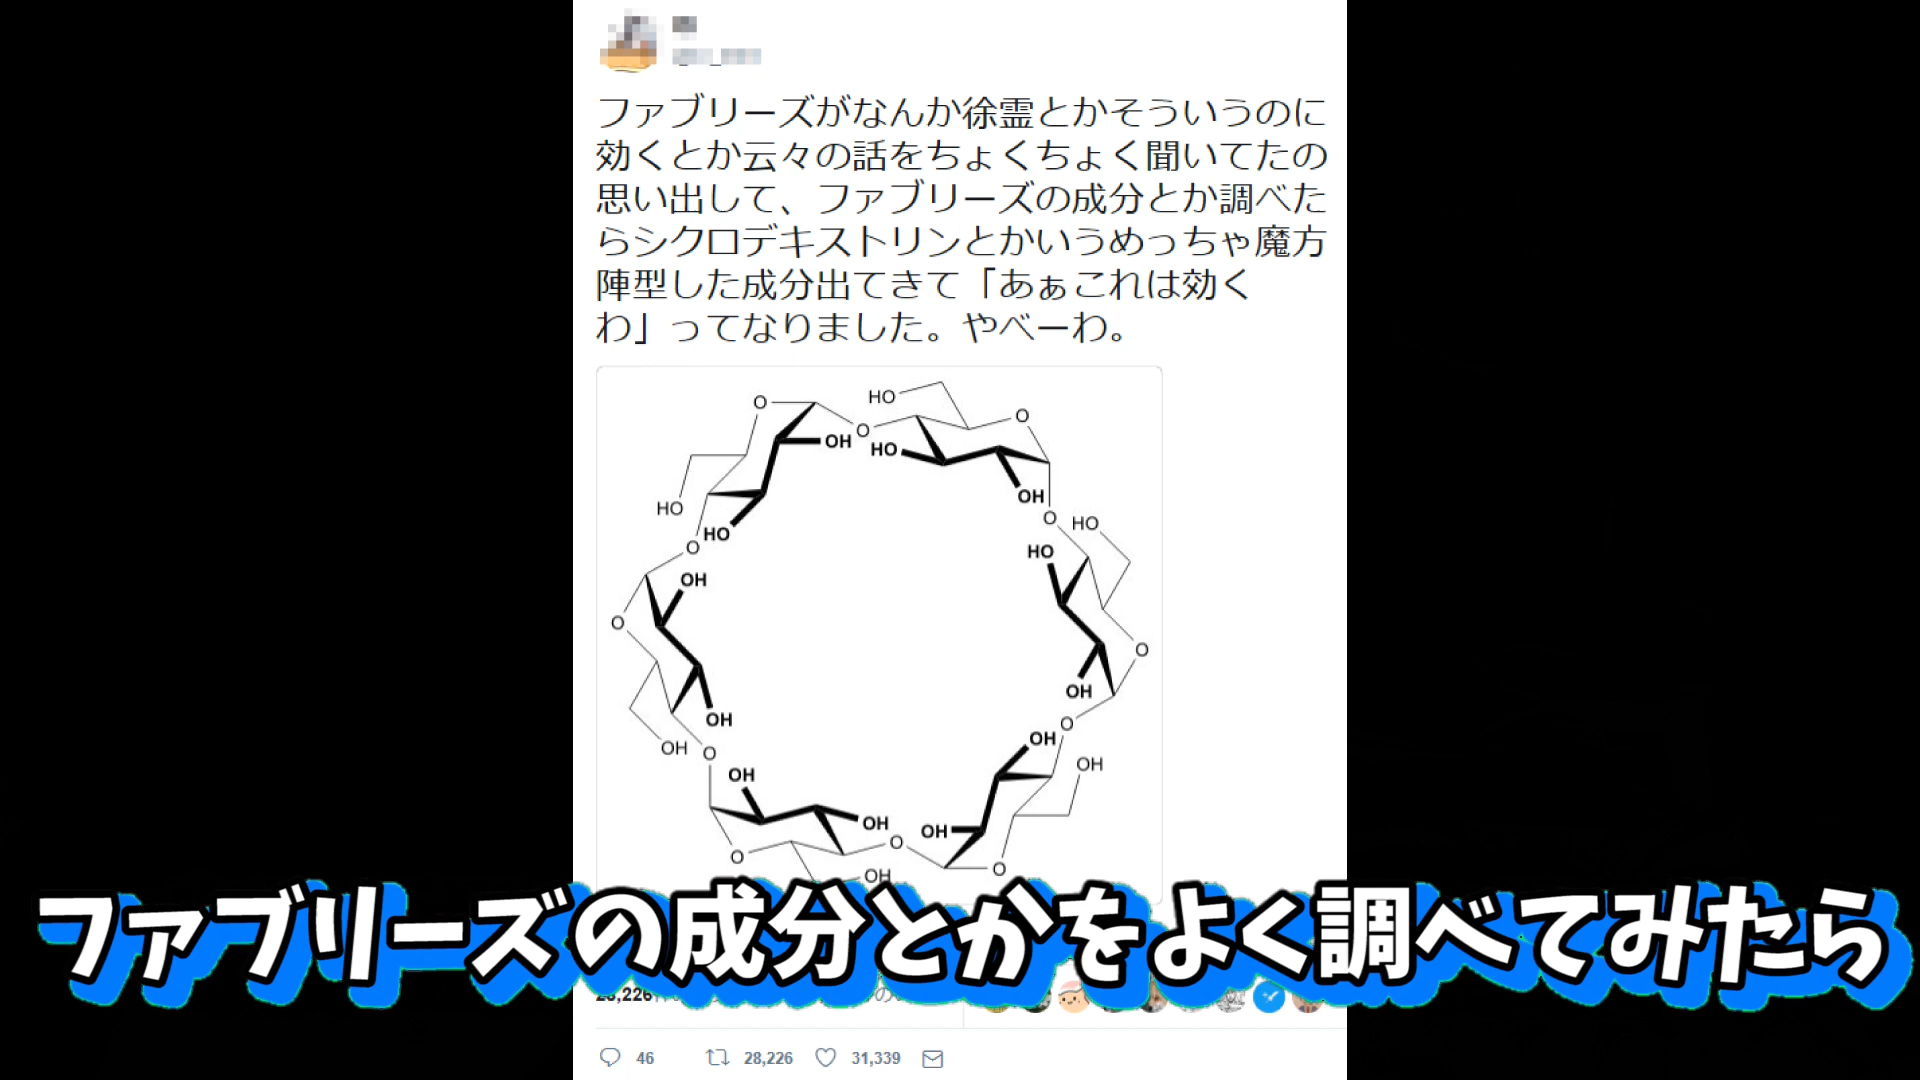 ファブリーズがなんか徐霊とかそういうのに
効くとか云々の話をちょくちょく聞いてたの
思い出して、ファブリーズの成分とか調べた
らシクロデキストリンとかいうめっちゃ魔方
陣型した成分出てきて「あぁこれは効く
わ」ってなりました。やべーわ。
HO
O
O
O
OH
HO
OH
HO
HO
O
HO
O
HO
OH
HO
O
O
OH
OH
OH
O
OH
OH
O
OH
OH
OH
OH
O
O
O
OH
ファブリーズの成分とかをよく調べてみたら
46 28,226 31,339